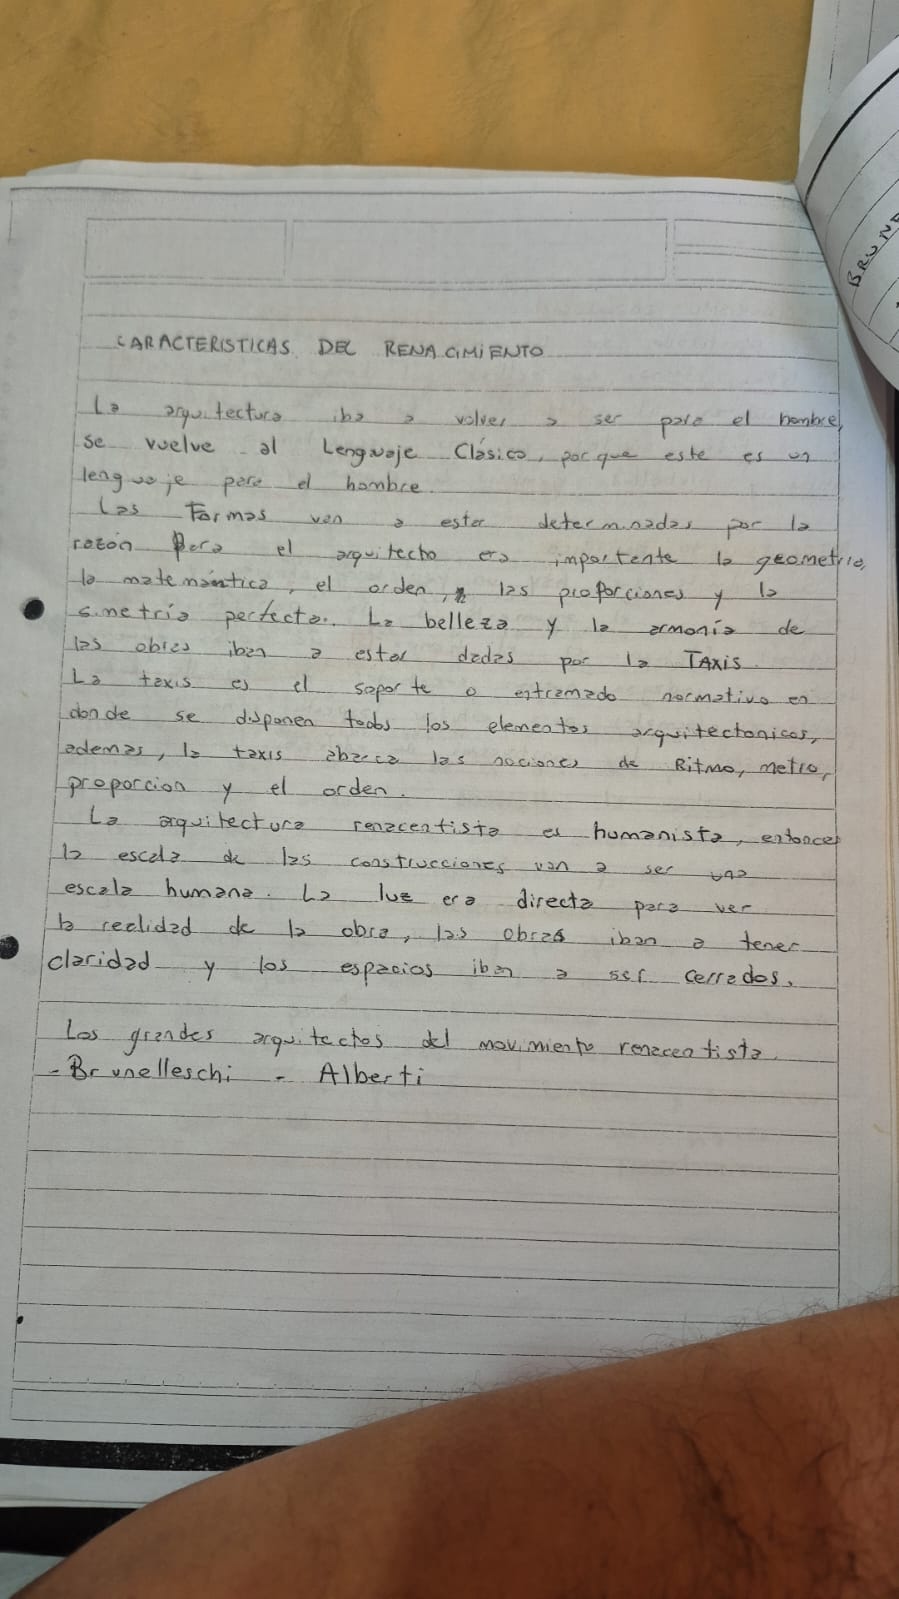 CARACTERISTICAS DEL RENACIMIENTO
La arquitectura iba a volver a ser para el hombre,
se vuelve al Lenguaje Clásico, porque este es un
lenguaje para el hombre.
Las Formas van a estar determinadas por la
razón Para el arquitecto era importante la geometria,
la matemántica, el orden, las proporciones y la
simetría perfecta. La belleza y la armonía de
las obras iban a estar dadas por la TAXIS.
La taxis es el soporte o entramado normativo en
donde se disponen todos los elementos arquitectonicos,
ademas, la taxis abarca las nociones de Ritmo, metro,
proporcion y el orden.
La arquitectura renacentista es humanista, entonces
la escala de las construcciones van a ser una
escala humana. La luz era directa para ver
la realidad de la obra, las obras iban a tener
claridad y los espacios iban a ser cerrados.
Los grandes arquitectos del movimiento renacentista.
- Brunelleschi - Alberti
BRUNE